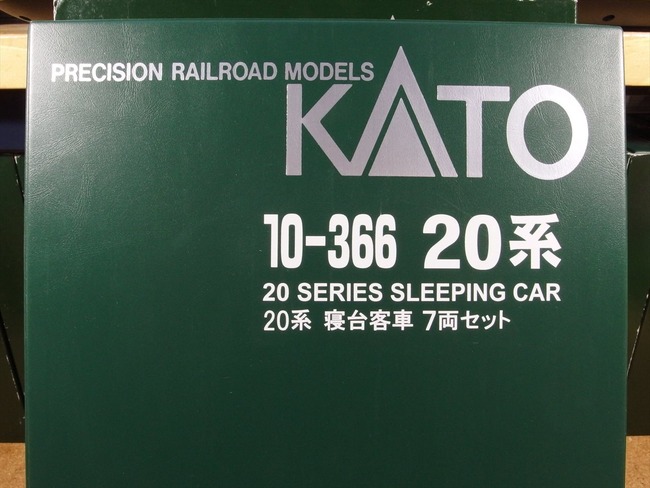 PRECISION RAILROAD MODELS
KATO
10-366 20系
20 SERIES SLEEPING CAR
20系 寝台客車 7両セット